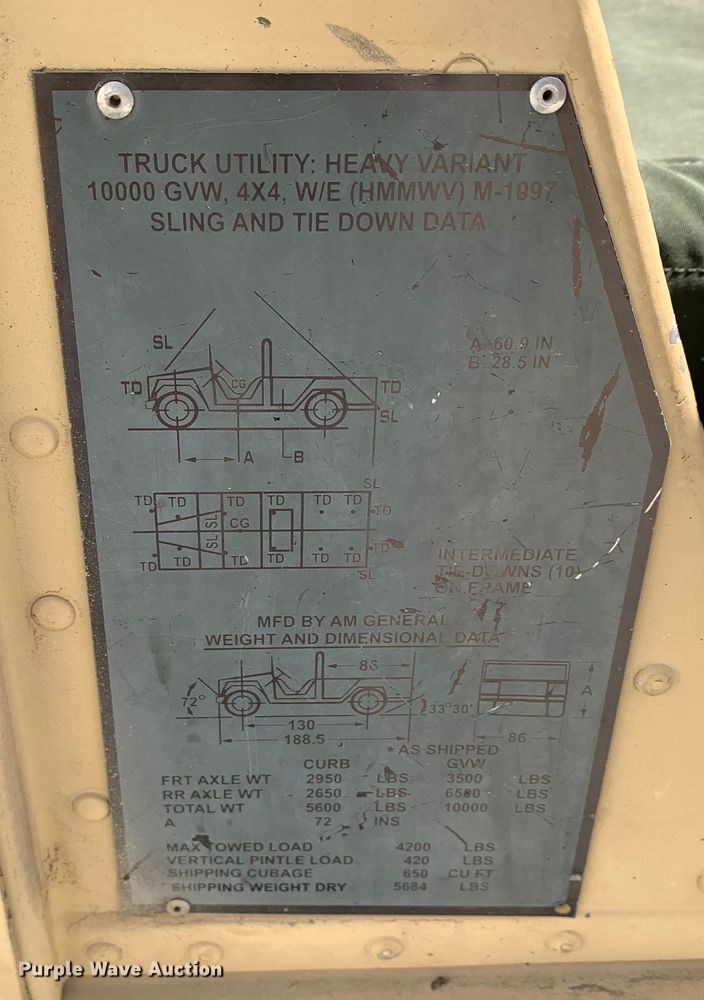 TRUCK UTILITY: HEAVY VARIANT
10000 GVW, 4X4, W/E (HMMWV) M-1097
SLING AND TIE DOWN DATA
SL
A: 60.9 IN
B: 28.5 IN
TD CG TD
SL
A B
SL
TD TD TD TD TD TD
TD
SL SL CG
TD
TD TD TD TD TD TD
SL
INTERMEDIATE
TIE-DOWNS (10)
ON FRAME
MFD BY AM GENERAL
WEIGHT AND DIMENSIONAL DATA
83
72° 33°30' A
130
188.5 86
* AS SHIPPED
CURB GVW
FRT AXLE WT 2950 LBS 3500 LBS
RR AXLE WT 2650 LBS 6500 LBS
TOTAL WT 5600 LBS 10000 LBS
A 72 INS
MAX TOWED LOAD 4200 LBS
VERTICAL PINTLE LOAD 420 LBS
SHIPPING CUBAGE 650 CU FT
SHIPPING WEIGHT DRY 5684 LBS
Purple Wave Auction